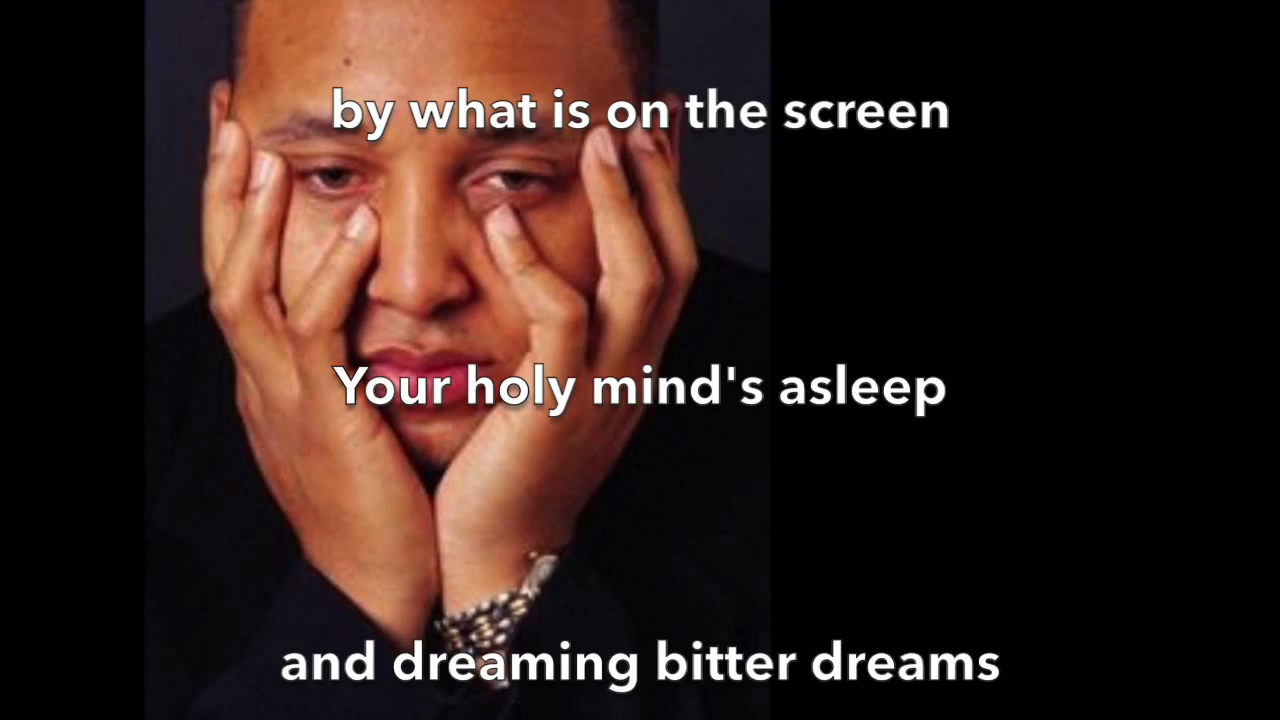 by what is on the screen
Your holy mind's asleep
and dreaming bitter dreams